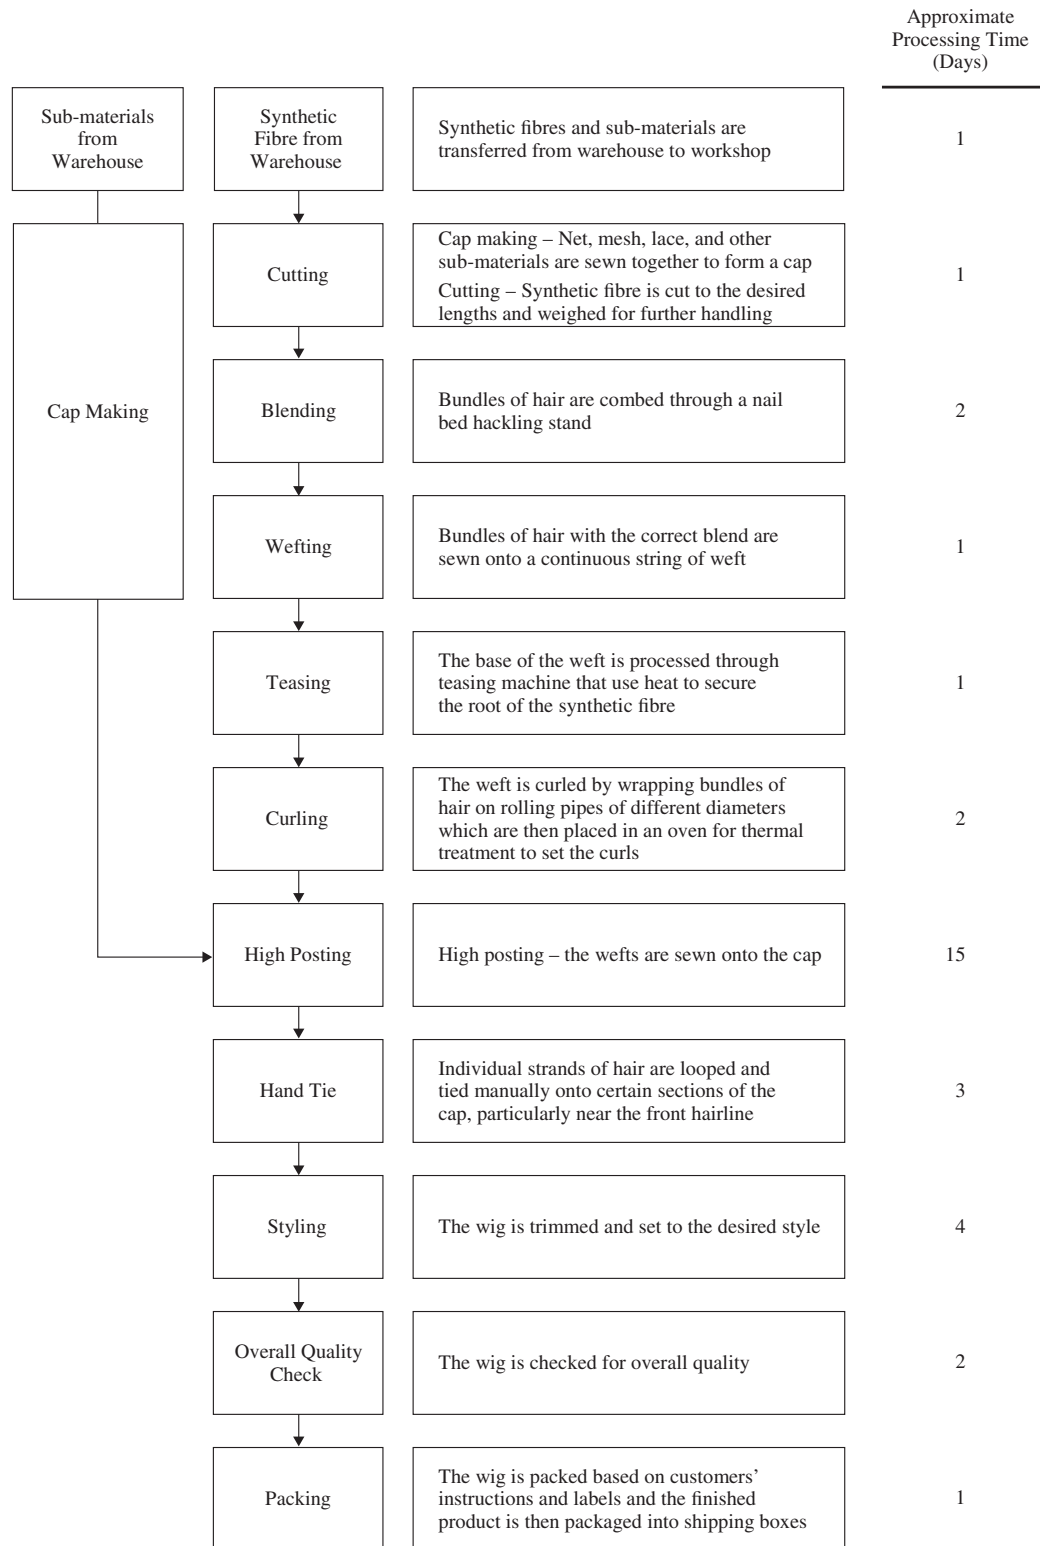 Approximate
Processing Time
(Days)
Sub-materials
from
Warehouse
Synthetic
Fibre from
Warehouse
Synthetic fibres and sub-materials are
transferred from warehouse to workshop
1
Cap Making
Cutting
Cap making – Net, mesh, lace, and other
sub-materials are sewn together to form a cap
Cutting – Synthetic fibre is cut to the desired
lengths and weighed for further handling
1
Blending
Bundles of hair are combed through a nail
bed hackling stand
2
Wefting
Bundles of hair with the correct blend are
sewn onto a continuous string of weft
1
Teasing
The base of the weft is processed through
teasing machine that use heat to secure
the root of the synthetic fibre
1
Curling
The weft is curled by wrapping bundles of
hair on rolling pipes of different diameters
which are then placed in an oven for thermal
treatment to set the curls
2
High Posting
High posting – the wefts are sewn onto the cap
15
Hand Tie
Individual strands of hair are looped and
tied manually onto certain sections of the
cap, particularly near the front hairline
3
Styling
The wig is trimmed and set to the desired style
4
Overall Quality
Check
The wig is checked for overall quality
2
Packing
The wig is packed based on customers’
instructions and labels and the finished
product is then packaged into shipping boxes
1